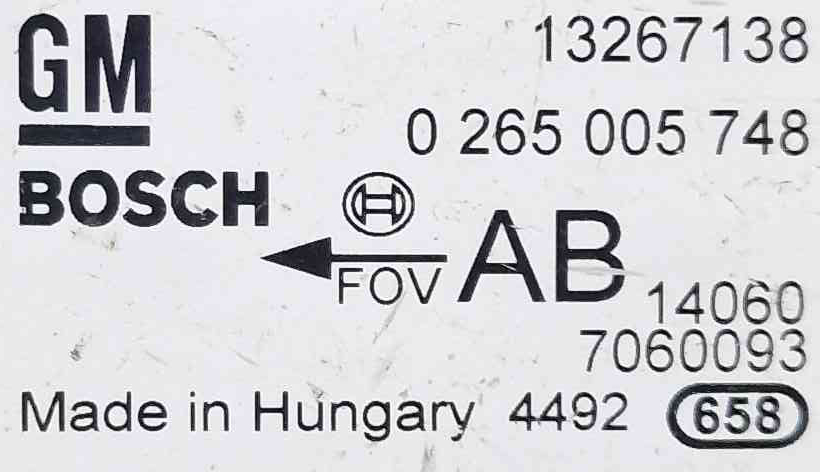 GM 13267138
0 265 005 748
BOSCH
AB
FOV
14060
7060093
Made in Hungary 4492 658